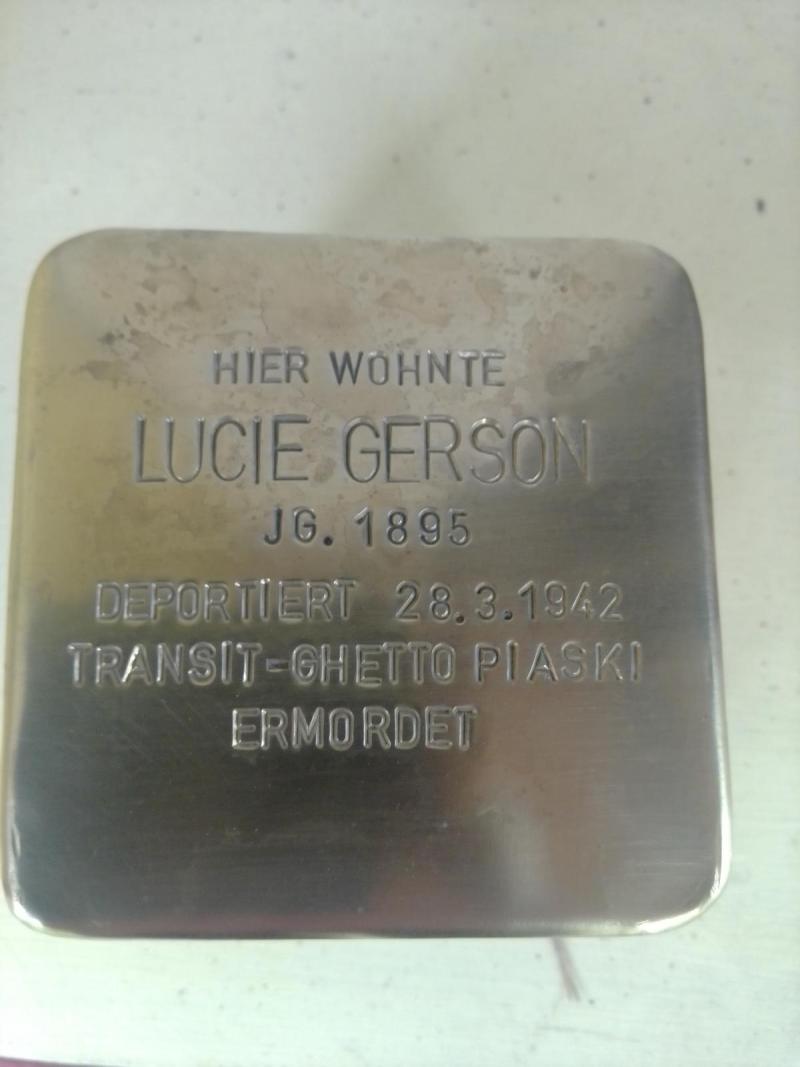 HIER WOHNTE
LUCIE GERSON
JG. 1895
DEPORTIERT 28.3.1942
TRANSIT-GHETTO PIASKI
ERMORDET